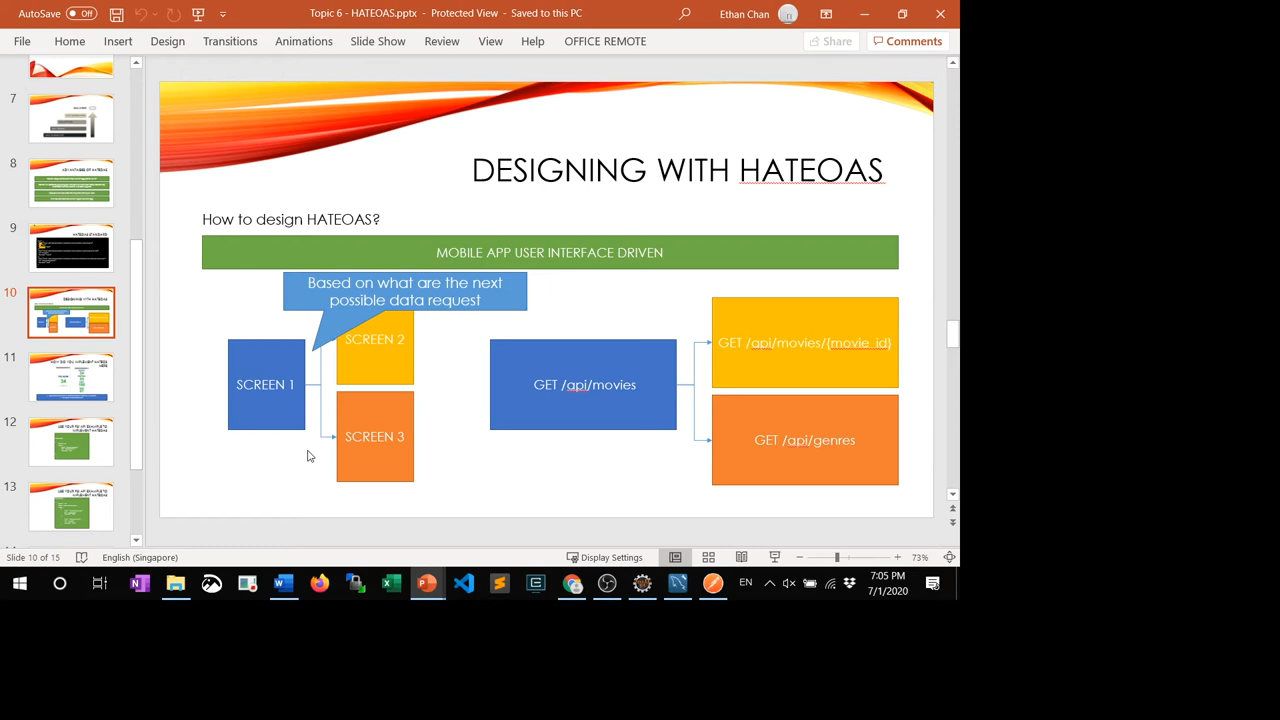 AutoSave Off
Topic 6 - HATEOAS.pptx - Protected View - Saved to this PC
Ethan Chan
File Home Insert Design Transitions Animations Slide Show Review View Help OFFICE REMOTE
Share Comments
7
8
9
10
11
12
13
DESIGNING WITH HATEOAS
How to design HATEOAS?
MOBILE APP USER INTERFACE DRIVEN
Based on what are the next
possible data request
SCREEN 1
SCREEN 2
SCREEN 3
GET /api/movies
GET /api/movies/{movie_id}
GET /api/genres
Slide 10 of 15
English (Singapore)
Display Settings
73%
EN
7:05 PM
7/1/2020